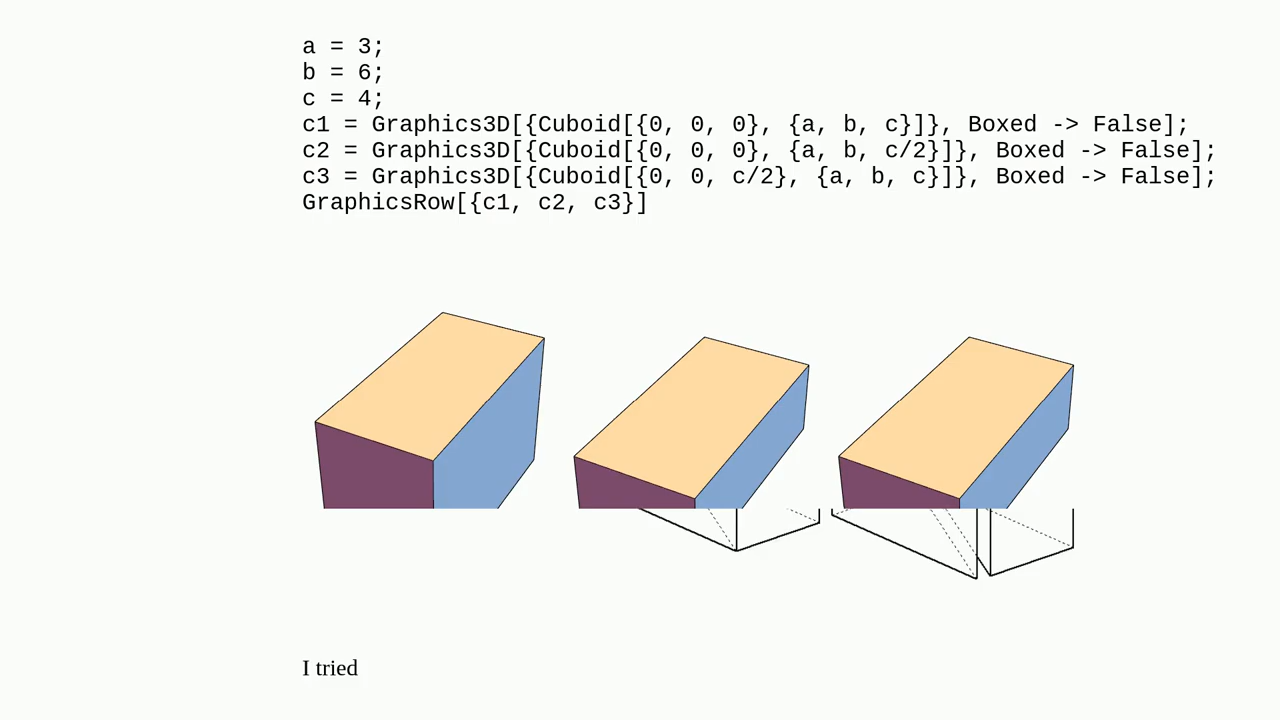 a = 3;
b = 6;
c = 4;
c1 = Graphics3D[{Cuboid[{0, 0, 0}, {a, b, c}]}, Boxed -> False];
c2 = Graphics3D[{Cuboid[{0, 0, 0}, {a, b, c/2}]}, Boxed -> False];
c3 = Graphics3D[{Cuboid[{0, 0, c/2}, {a, b, c}]}, Boxed -> False];
GraphicsRow[{c1, c2, c3}]
I tried